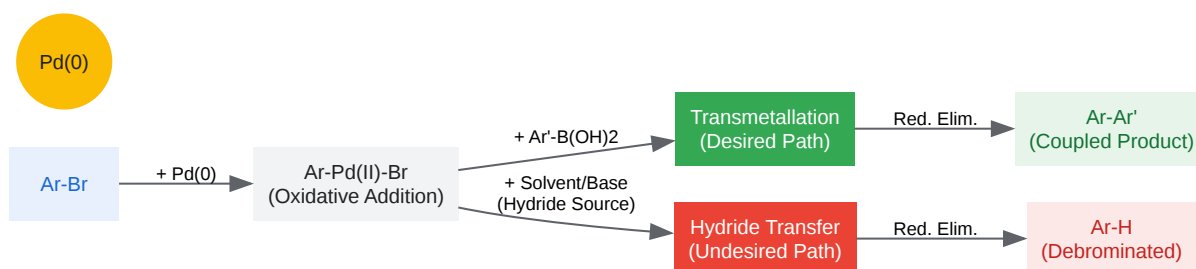 Pd(0)
Ar-Br
+ Pd(0)
Ar-Pd(II)-Br
(Oxidative Addition)
+ Ar'-B(OH)2
+ Solvent/Base
(Hydride Source)
Transmetallation
(Desired Path)
Red. Elim.
Ar-Ar'
(Coupled Product)
Hydride Transfer
(Undesired Path)
Red. Elim.
Ar-H
(Debrominated)